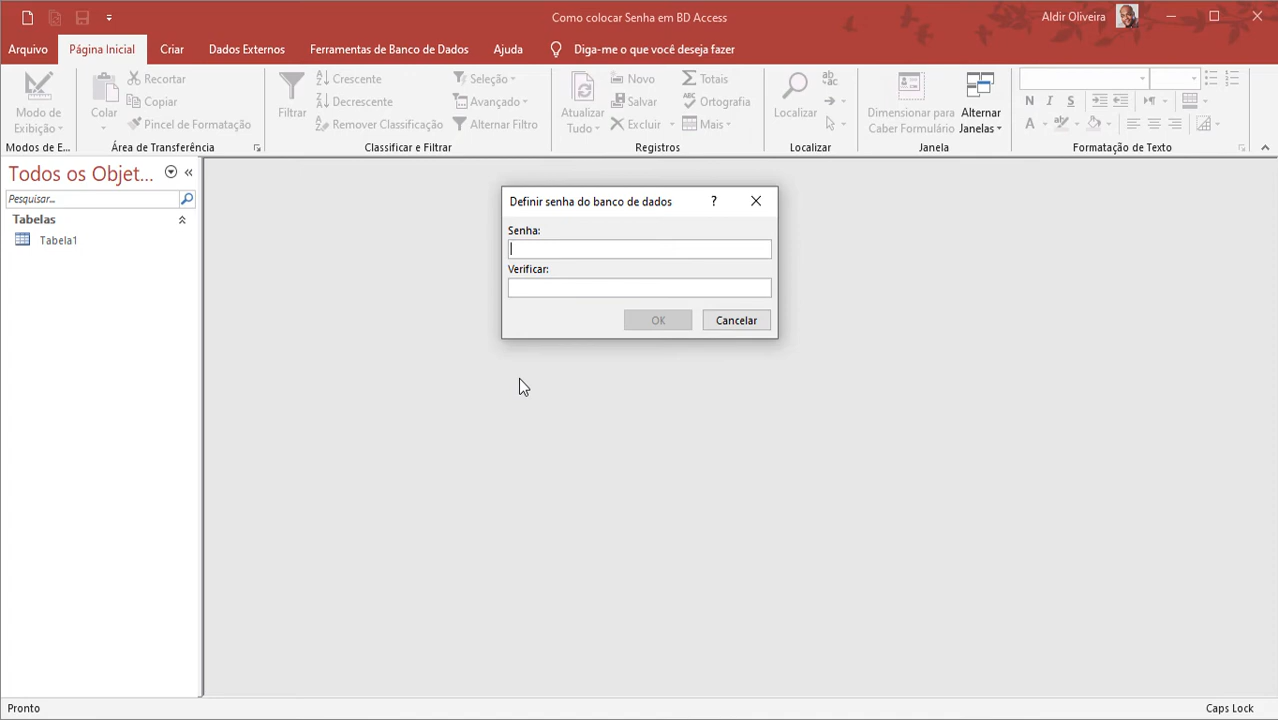 Como colocar Senha em BD Access
Aldir Oliveira
Arquivo
Página Inicial
Criar
Dados Externos
Ferramentas de Banco de Dados
Ajuda
Diga-me o que você deseja fazer
Modo de
Exibição
Modos de E...
Colar
Recortar
Copiar
Pincel de Formatação
Área de Transferência
Filtrar
Crescente
Decrescente
Remover Classificação
Seleção
Avançado
Alternar Filtro
Classificar e Filtrar
Atualizar
Tudo
Novo
Salvar
Excluir
Totais
Ortografia
Mais
Registros
Localizar
Localizar
Dimensionar para
Caber Formulário
Alternar
Janelas
Janela
N I S
A
Formatação de Texto
Todos os Objet...
Pesquisar...
Tabelas
Tabela1
Definir senha do banco de dados
?
Senha:
Verificar:
OK
Cancelar
Pronto
Caps Lock